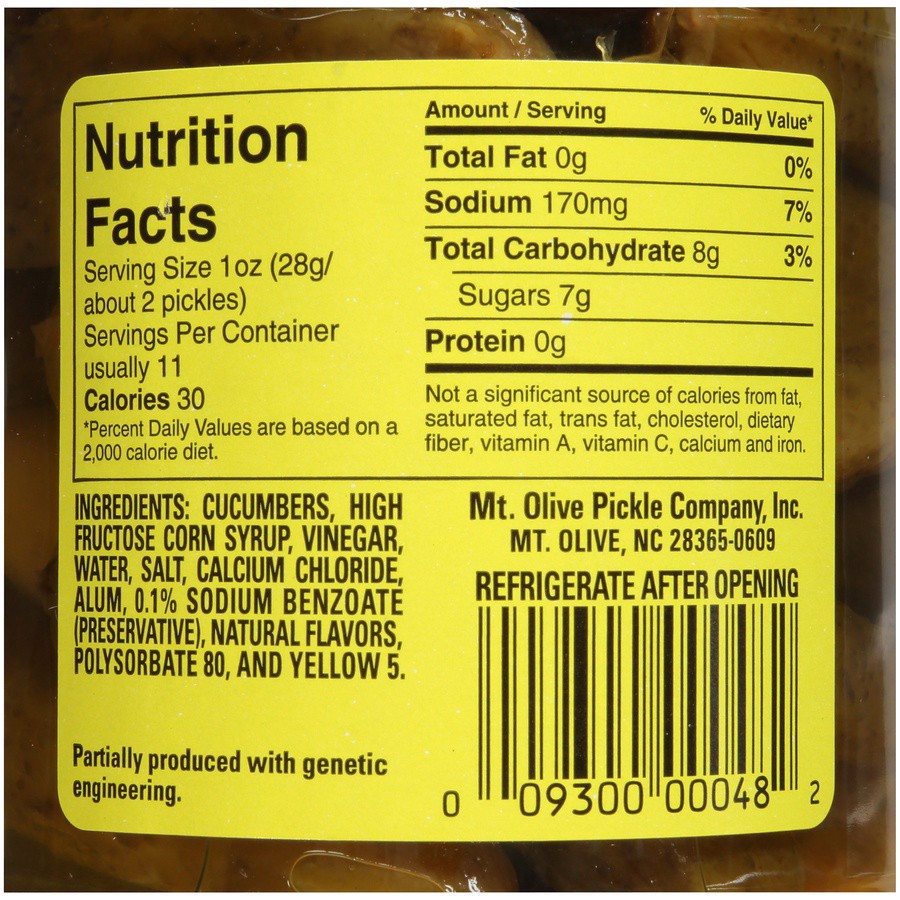 Nutrition
Facts
Serving Size 1oz (28g/
about 2 pickles)
Servings Per Container
usually 11
Calories 30
*Percent Daily Values are based on a
2,000 calorie diet.
Amount / Serving % Daily Value*
Total Fat 0g 0%
Sodium 170mg 7%
Total Carbohydrate 8g 3%
Sugars 7g
Protein 0g
Not a significant source of calories from fat,
saturated fat, trans fat, cholesterol, dietary
fiber, vitamin A, vitamin C, calcium and iron.
INGREDIENTS: CUCUMBERS, HIGH
FRUCTOSE CORN SYRUP, VINEGAR,
WATER, SALT, CALCIUM CHLORIDE,
ALUM, 0.1% SODIUM BENZOATE
(PRESERVATIVE), NATURAL FLAVORS,
POLYSORBATE 80, AND YELLOW 5.
Partially produced with genetic
engineering.
Mt. Olive Pickle Company, Inc.
MT. OLIVE, NC 28365-0609
REFRIGERATE AFTER OPENING
0 09300 00048 2